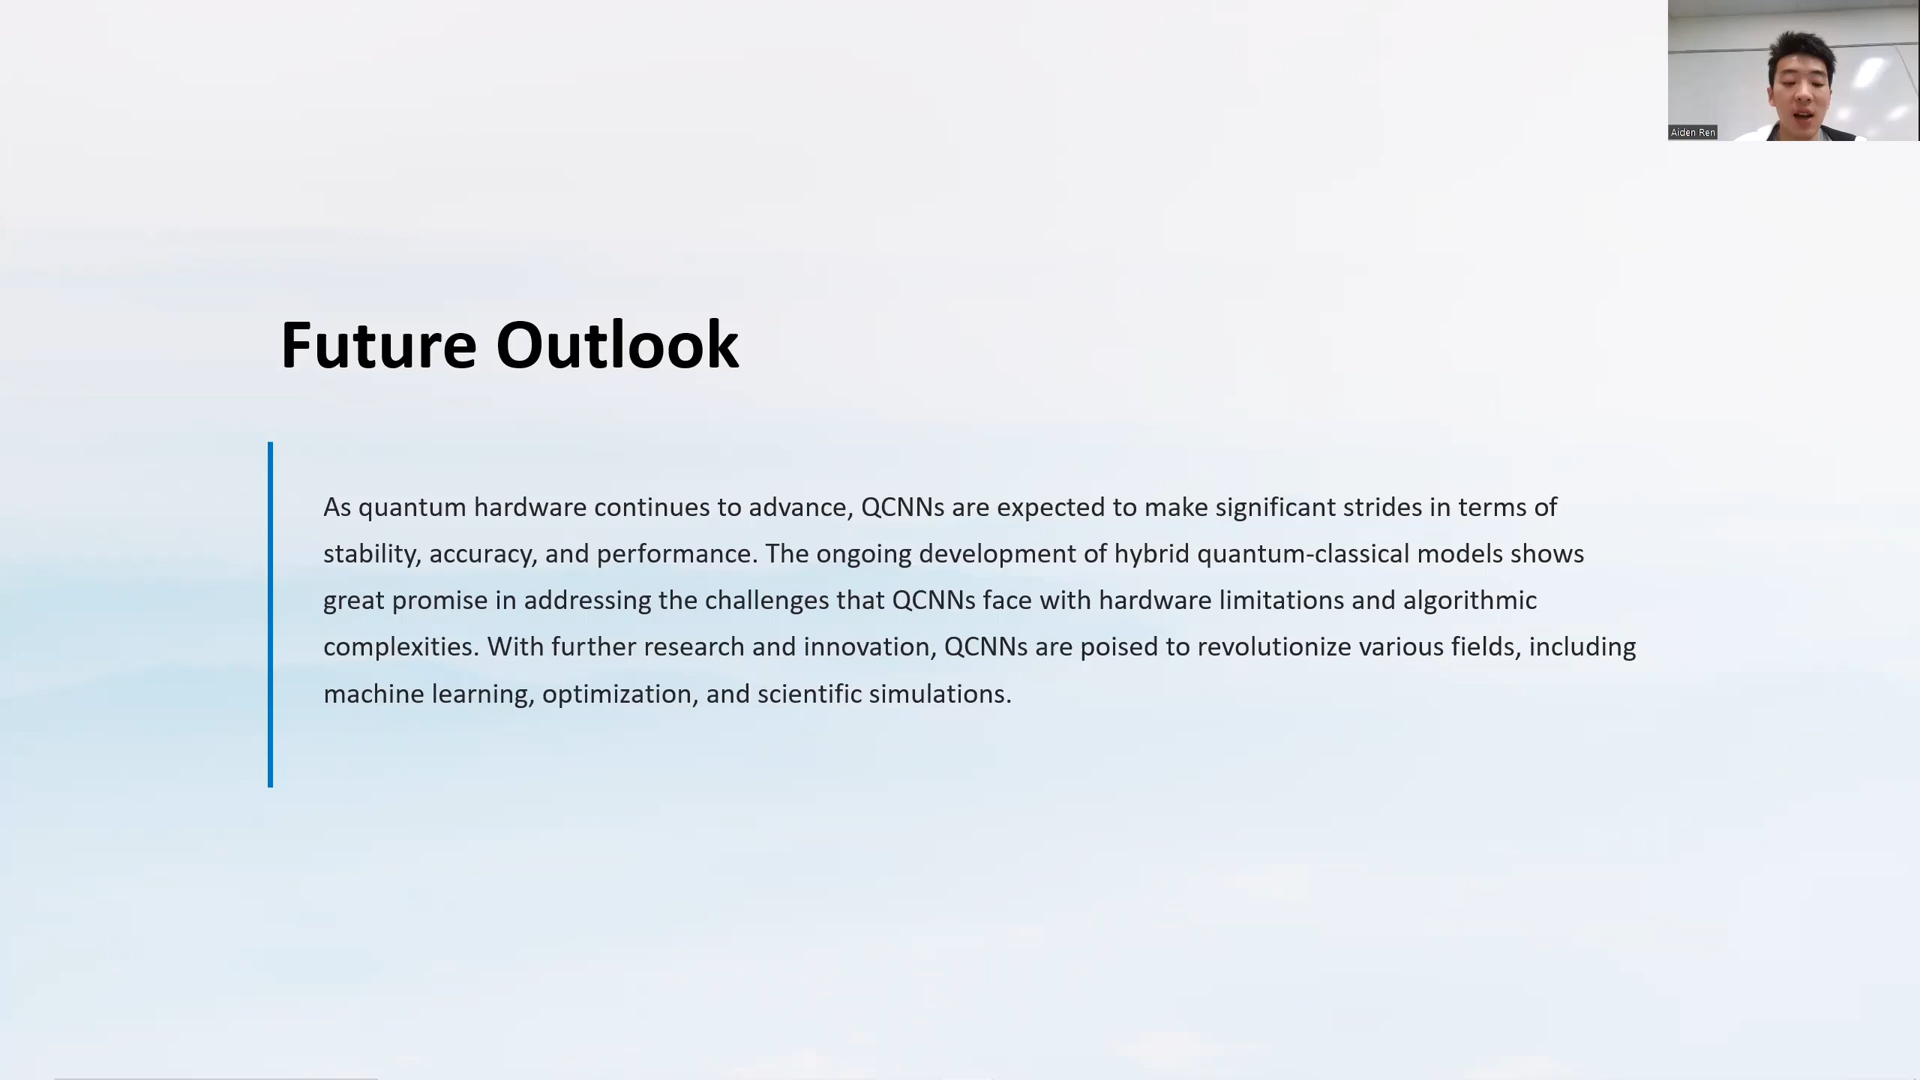 Aiden Ren
Future Outlook
As quantum hardware continues to advance, QCNNs are expected to make significant strides in terms of
stability, accuracy, and performance. The ongoing development of hybrid quantum-classical models shows
great promise in addressing the challenges that QCNNs face with hardware limitations and algorithmic
complexities. With further research and innovation, QCNNs are poised to revolutionize various fields, including
machine learning, optimization, and scientific simulations.